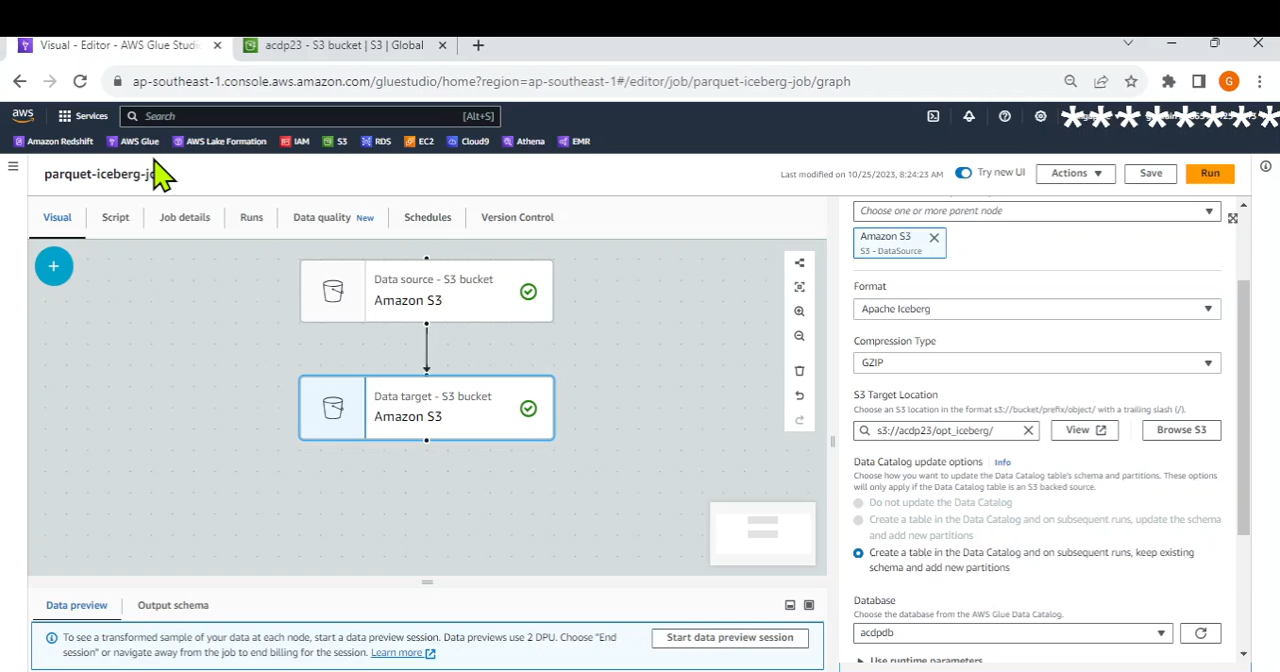 Visual - Editor - AWS Glue Studi
acdp23 - S3 bucket | S3 | Global
ap-southeast-1.console.aws.amazon.com/gluestudio/home?region=ap-southeast-1#/editor/job/parquet-iceberg-job/graph
G
aws
Services
Search
[Alt+S]
********
Amazon Redshift
AWS Glue
AWS Lake Formation
IAM
S3
RDS
EC2
Cloud9
Athena
EMR
parquet-iceberg-jo
Last modified on 10/25/2023, 8:24:23 AM
Try new UI
Actions
Save
Run
Visual
Script
Job details
Runs
Data quality New
Schedules
Version Control
Data source - S3 bucket
Amazon S3
Data target - S3 bucket
Amazon S3
Choose one or more parent node
Amazon S3
S3 - DataSource
Format
Apache Iceberg
Compression Type
GZIP
S3 Target Location
Choose an S3 location in the format s3://bucket/prefix/object/ with a trailing slash (/).
s3://acdp23/opt_iceberg/
View
Browse S3
Data Catalog update options
Info
Choose how you want to update the Data Catalog table's schema and partitions. These options
will only apply if the Data Catalog table is an S3 backed source.
Do not update the Data Catalog
Create a table in the Data Catalog and on subsequent runs, update the schema
and add new partitions
Create a table in the Data Catalog and on subsequent runs, keep existing
schema and add new partitions
Database
Choose the database from the AWS Glue Data Catalog.
acdpdb
Use runtime parameters
Data preview
Output schema
To see a transformed sample of your data at each node, start a data preview session. Data previews use 2 DPU. Choose "End
session" or navigate away from the job to end billing for the session. Learn more
Start data preview session